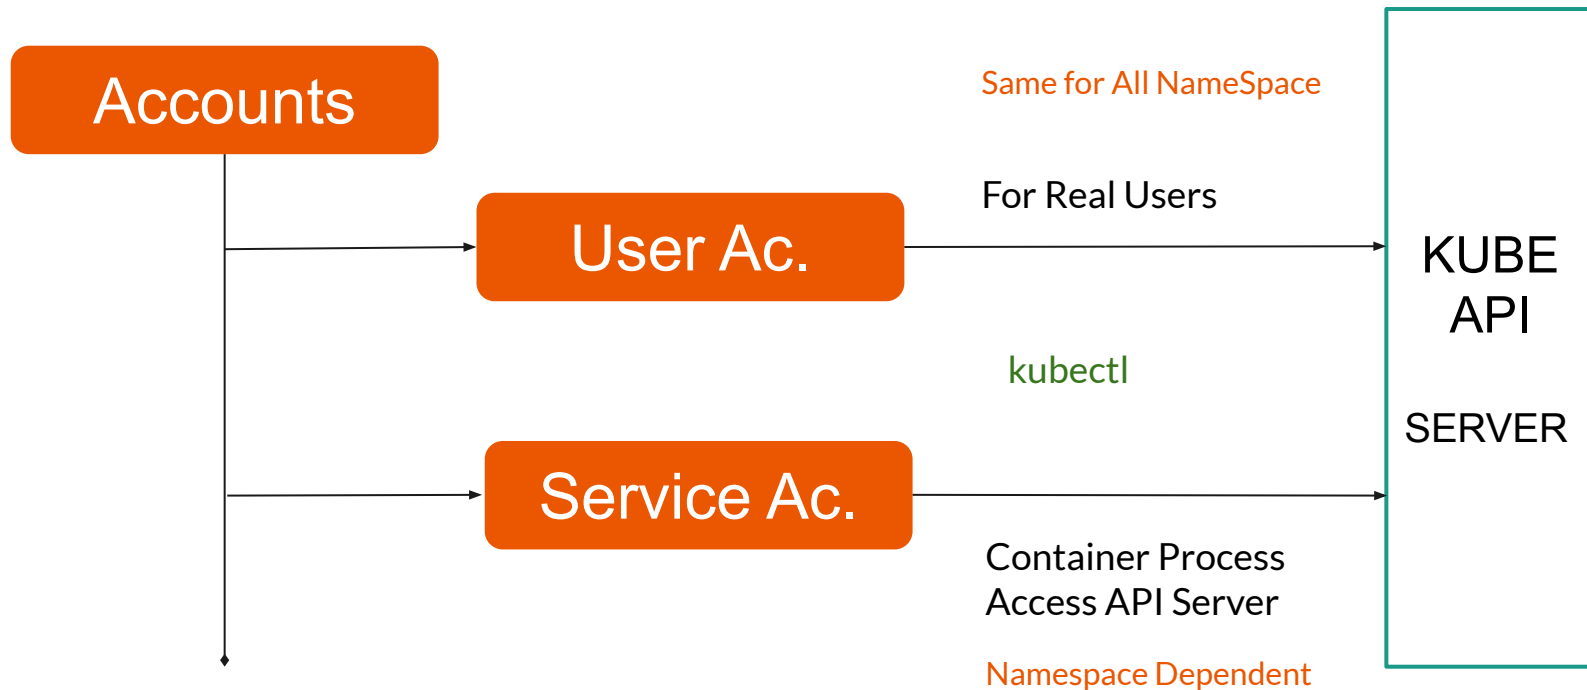 Accounts
Same for All NameSpace
For Real Users
User Ac.
KUBE
API
kubectl
SERVER
Service Ac.
Container Process
Access API Server
Namespace Dependent